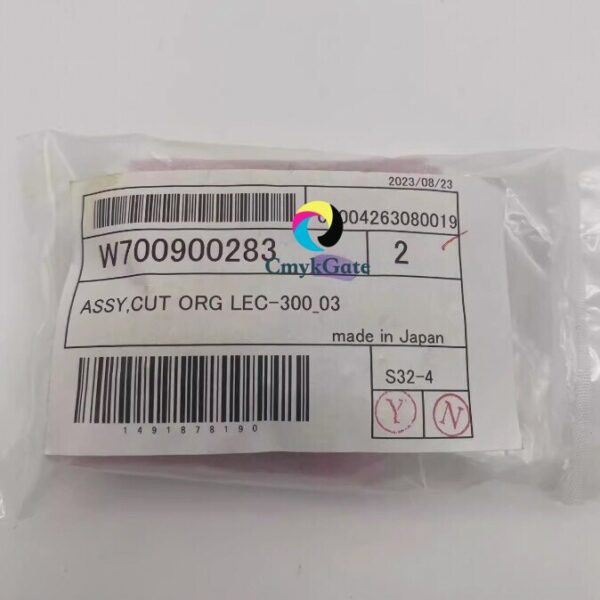 2023/08/23
004263080019
W700900283
2
CmykGate
ASSY,CUT ORG LEC-300_03
made in Japan
S32-4
1491878190
Y
N